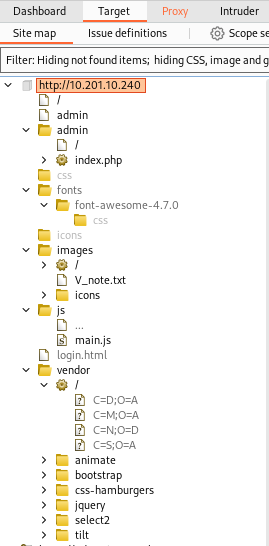 Dashboard Target Proxy Intruder
Site map Issue definitions Scope se
Filter: Hiding not found items; hiding CSS, image and g
http://10.201.10.240
/
admin
admin
/
index.php
css
fonts
font-awesome-4.7.0
css
icons
images
/
V_note.txt
icons
js
...
main.js
login.html
vendor
/
C=D;O=A
C=M;O=A
C=N;O=D
C=S;O=A
animate
bootstrap
css-hamburgers
jquery
select2
tilt